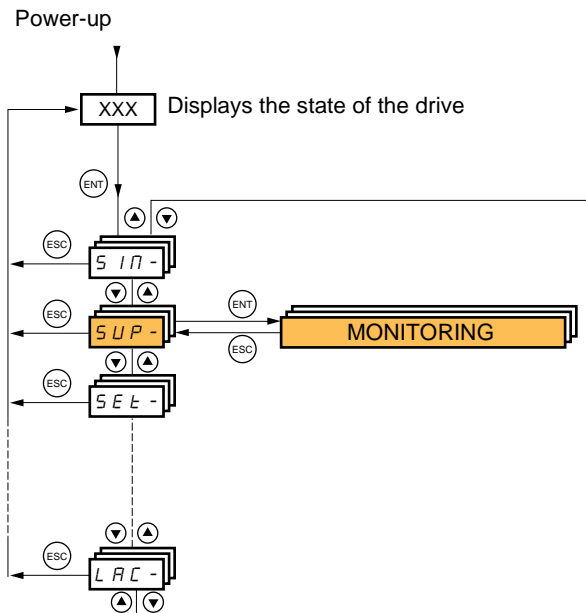 Power-up
XXX Displays the state of the drive
ENT
ESC
SIM-
ENT
SUP- MONITORING
ESC
ESC
SEt-
ESC
ESC
LAC-